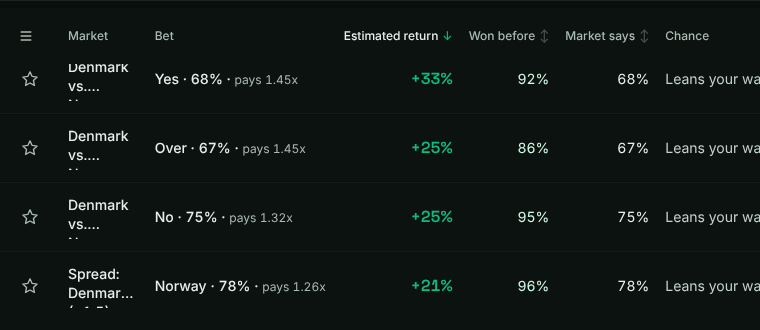 Market Bet Estimated return ↓ Won before Market says Chance
Denmark
vs....
Yes · 68% · pays 1.45x +33% 92% 68% Leans your wa
Denmark
vs....
Over · 67% · pays 1.45x +25% 86% 67% Leans your wa
Denmark
vs....
No · 75% · pays 1.32x +25% 95% 75% Leans your wa
Spread:
Denmar...
Norway · 78% · pays 1.26x +21% 96% 78% Leans your wa